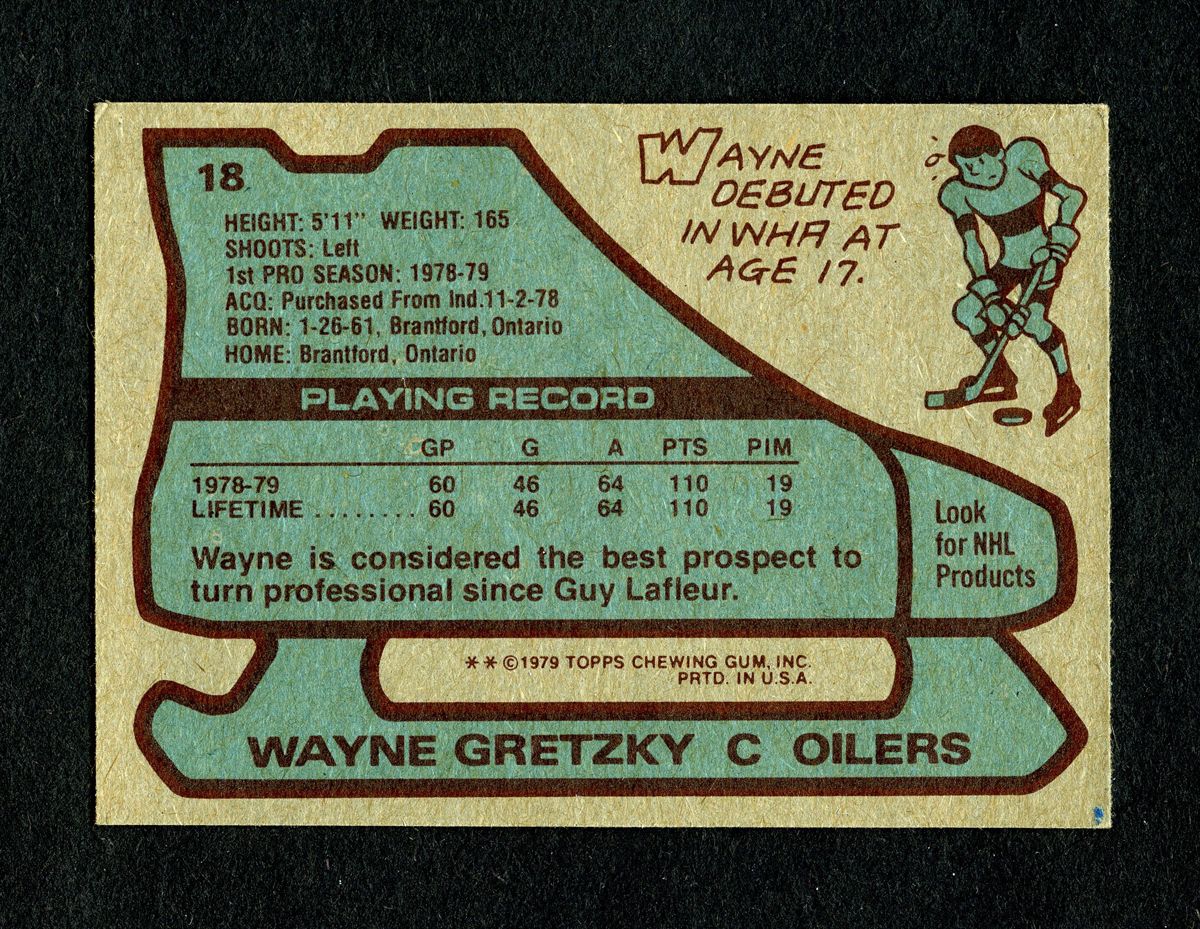 18
HEIGHT: 5'11" WEIGHT: 165
SHOOTS: Left
1st PRO SEASON: 1978-79
ACQ: Purchased From Ind.11-2-78
BORN: 1-26-61, Brantford, Ontario
HOME: Brantford, Ontario
WAYNE
DEBUTED
IN WHA AT
AGE 17.
PLAYING RECORD
GP G A PTS PIM
1978-79 60 46 64 110 19
LIFETIME ........ 60 46 64 110 19
Wayne is considered the best prospect to
turn professional since Guy Lafleur.
Look
for NHL
Products
**©1979 TOPPS CHEWING GUM, INC.
PRTD. IN U.S.A.
WAYNE GRETZKY C OILERS